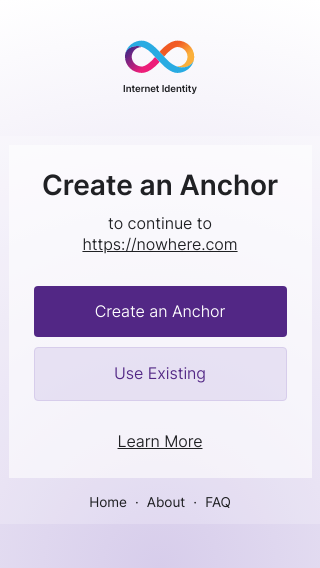 Internet Identity
Create an Anchor
to continue to
https://nowhere.com
Create an Anchor
Use Existing
Learn More
Home · About · FAQ